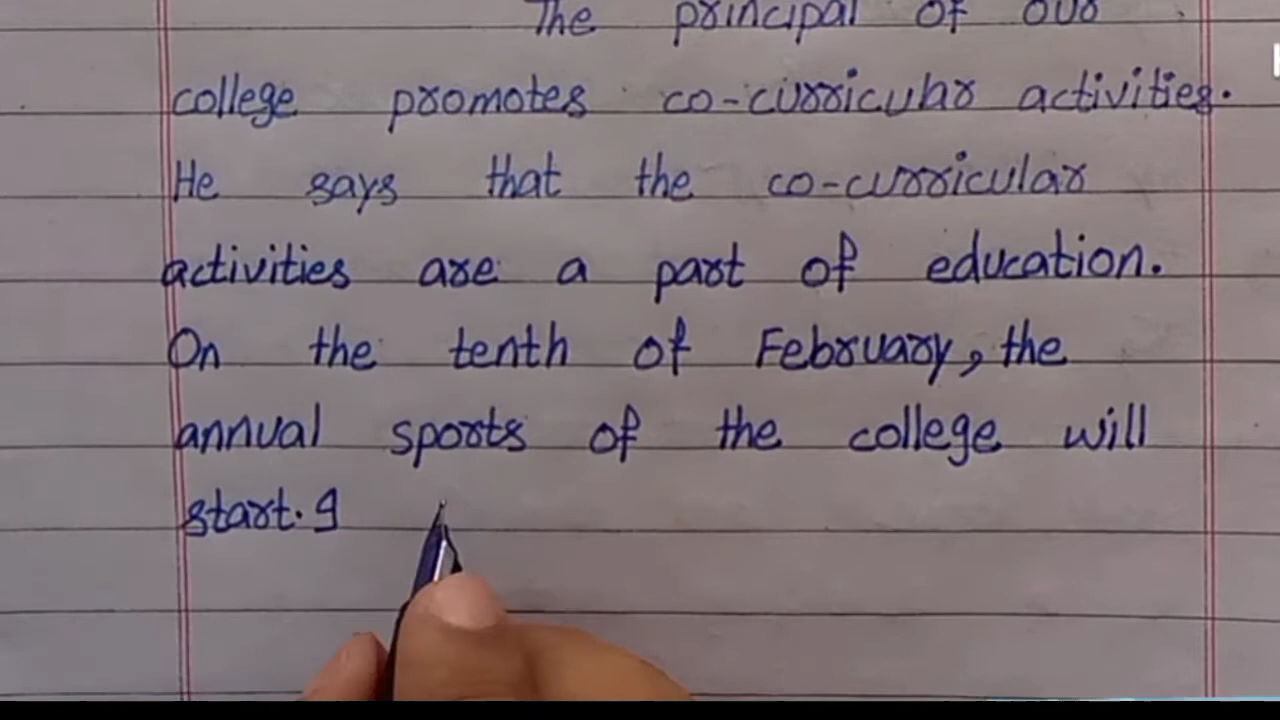 The principal of our
college promotes co-curricular activities.
He says that the co-curricular
activities are a part of education.
On the tenth of February, the
annual sports of the college will
start. I